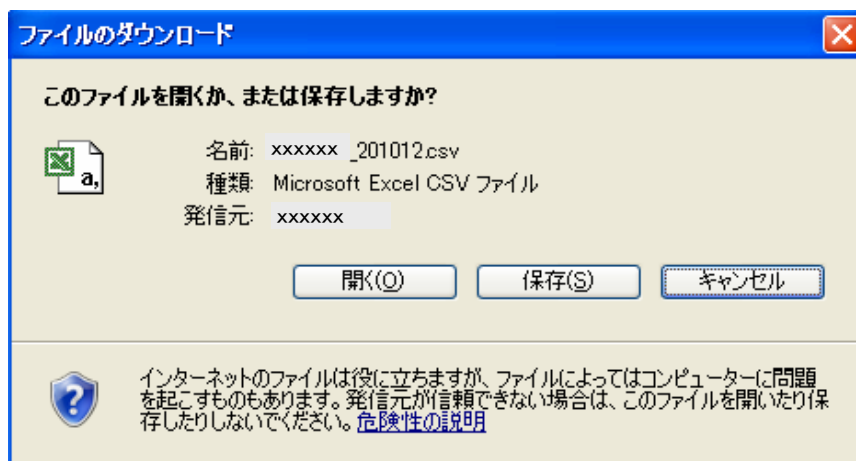 ファイルのダウンロード
このファイルを開くか、または保存しますか?
名前: xxxxxx _201012.csv
a,
種類: Microsoft Excel CSV ファイル
発信元: xxxxxx
開く(O) 保存(S) キャンセル
インターネットのファイルは役に立ちますが、ファイルによってはコンピューターに問題
を起こすものもあります。発信元が信頼できない場合は、このファイルを開いたり保
存したりしないでください。危険性の説明